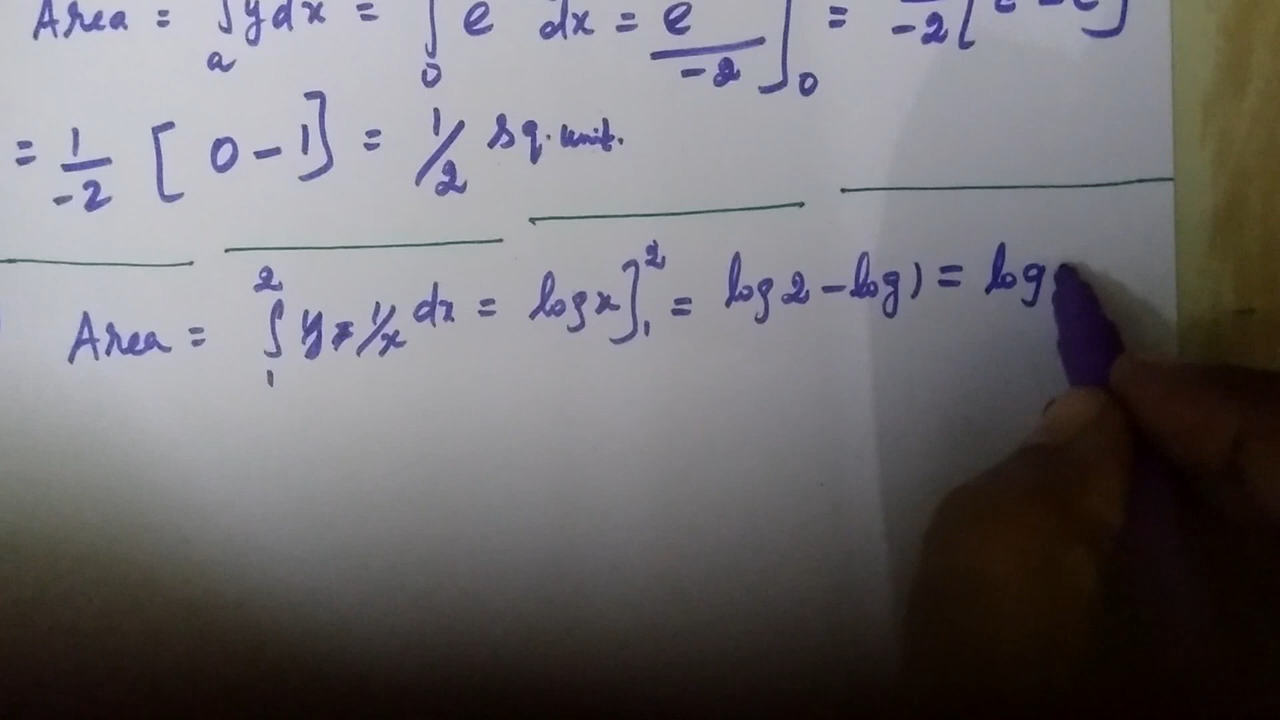 Area = ∫ₐ y dx = ∫₀ e dx = e/-2 ]₀ = /-2 [
= 1/-2 [ 0 - 1 ] = 1/2 sq. unit.
Area = ∫₁² y = 1/x dx = log x ]₁² = log 2 - log 1 = log